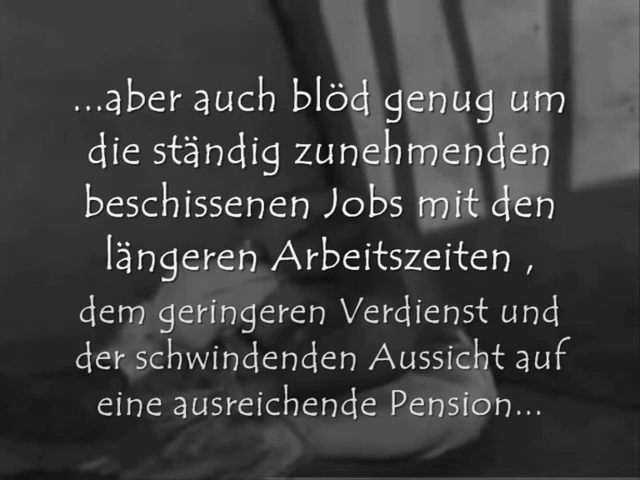 ...aber auch blöd genug um
die ständig zunehmenden
beschissenen Jobs mit den
längeren Arbeitszeiten ,
dem geringeren Verdienst und
der schwindenden Aussicht auf
eine ausreichende Pension...